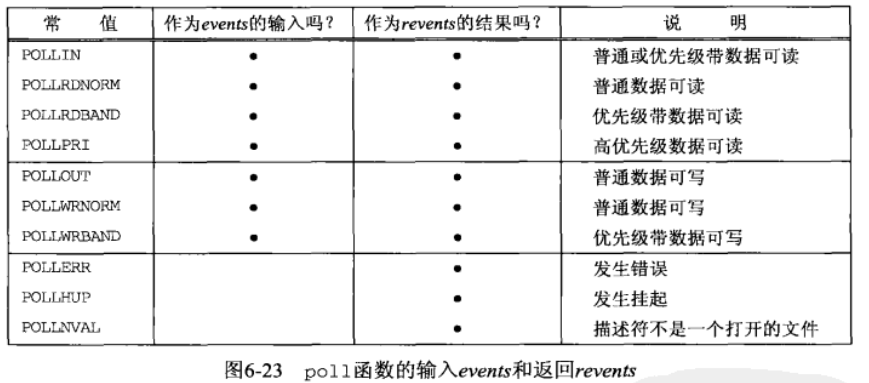 常 值 作为events的输入吗? 作为revents的结果吗? 说 明
POLLIN • • 普通或优先级带数据可读
POLLRDNORM • • 普通数据可读
POLLRDBAND • • 优先级带数据可读
POLLPRI • • 高优先级数据可读
POLLOUT • • 普通数据可写
POLLWRNORM • • 普通数据可写
POLLWRBAND • • 优先级带数据可写
POLLERR • 发生错误
POLLHUP • 发生挂起
POLLNVAL • 描述符不是一个打开的文件
图6-23 poll函数的输入events和返回revents